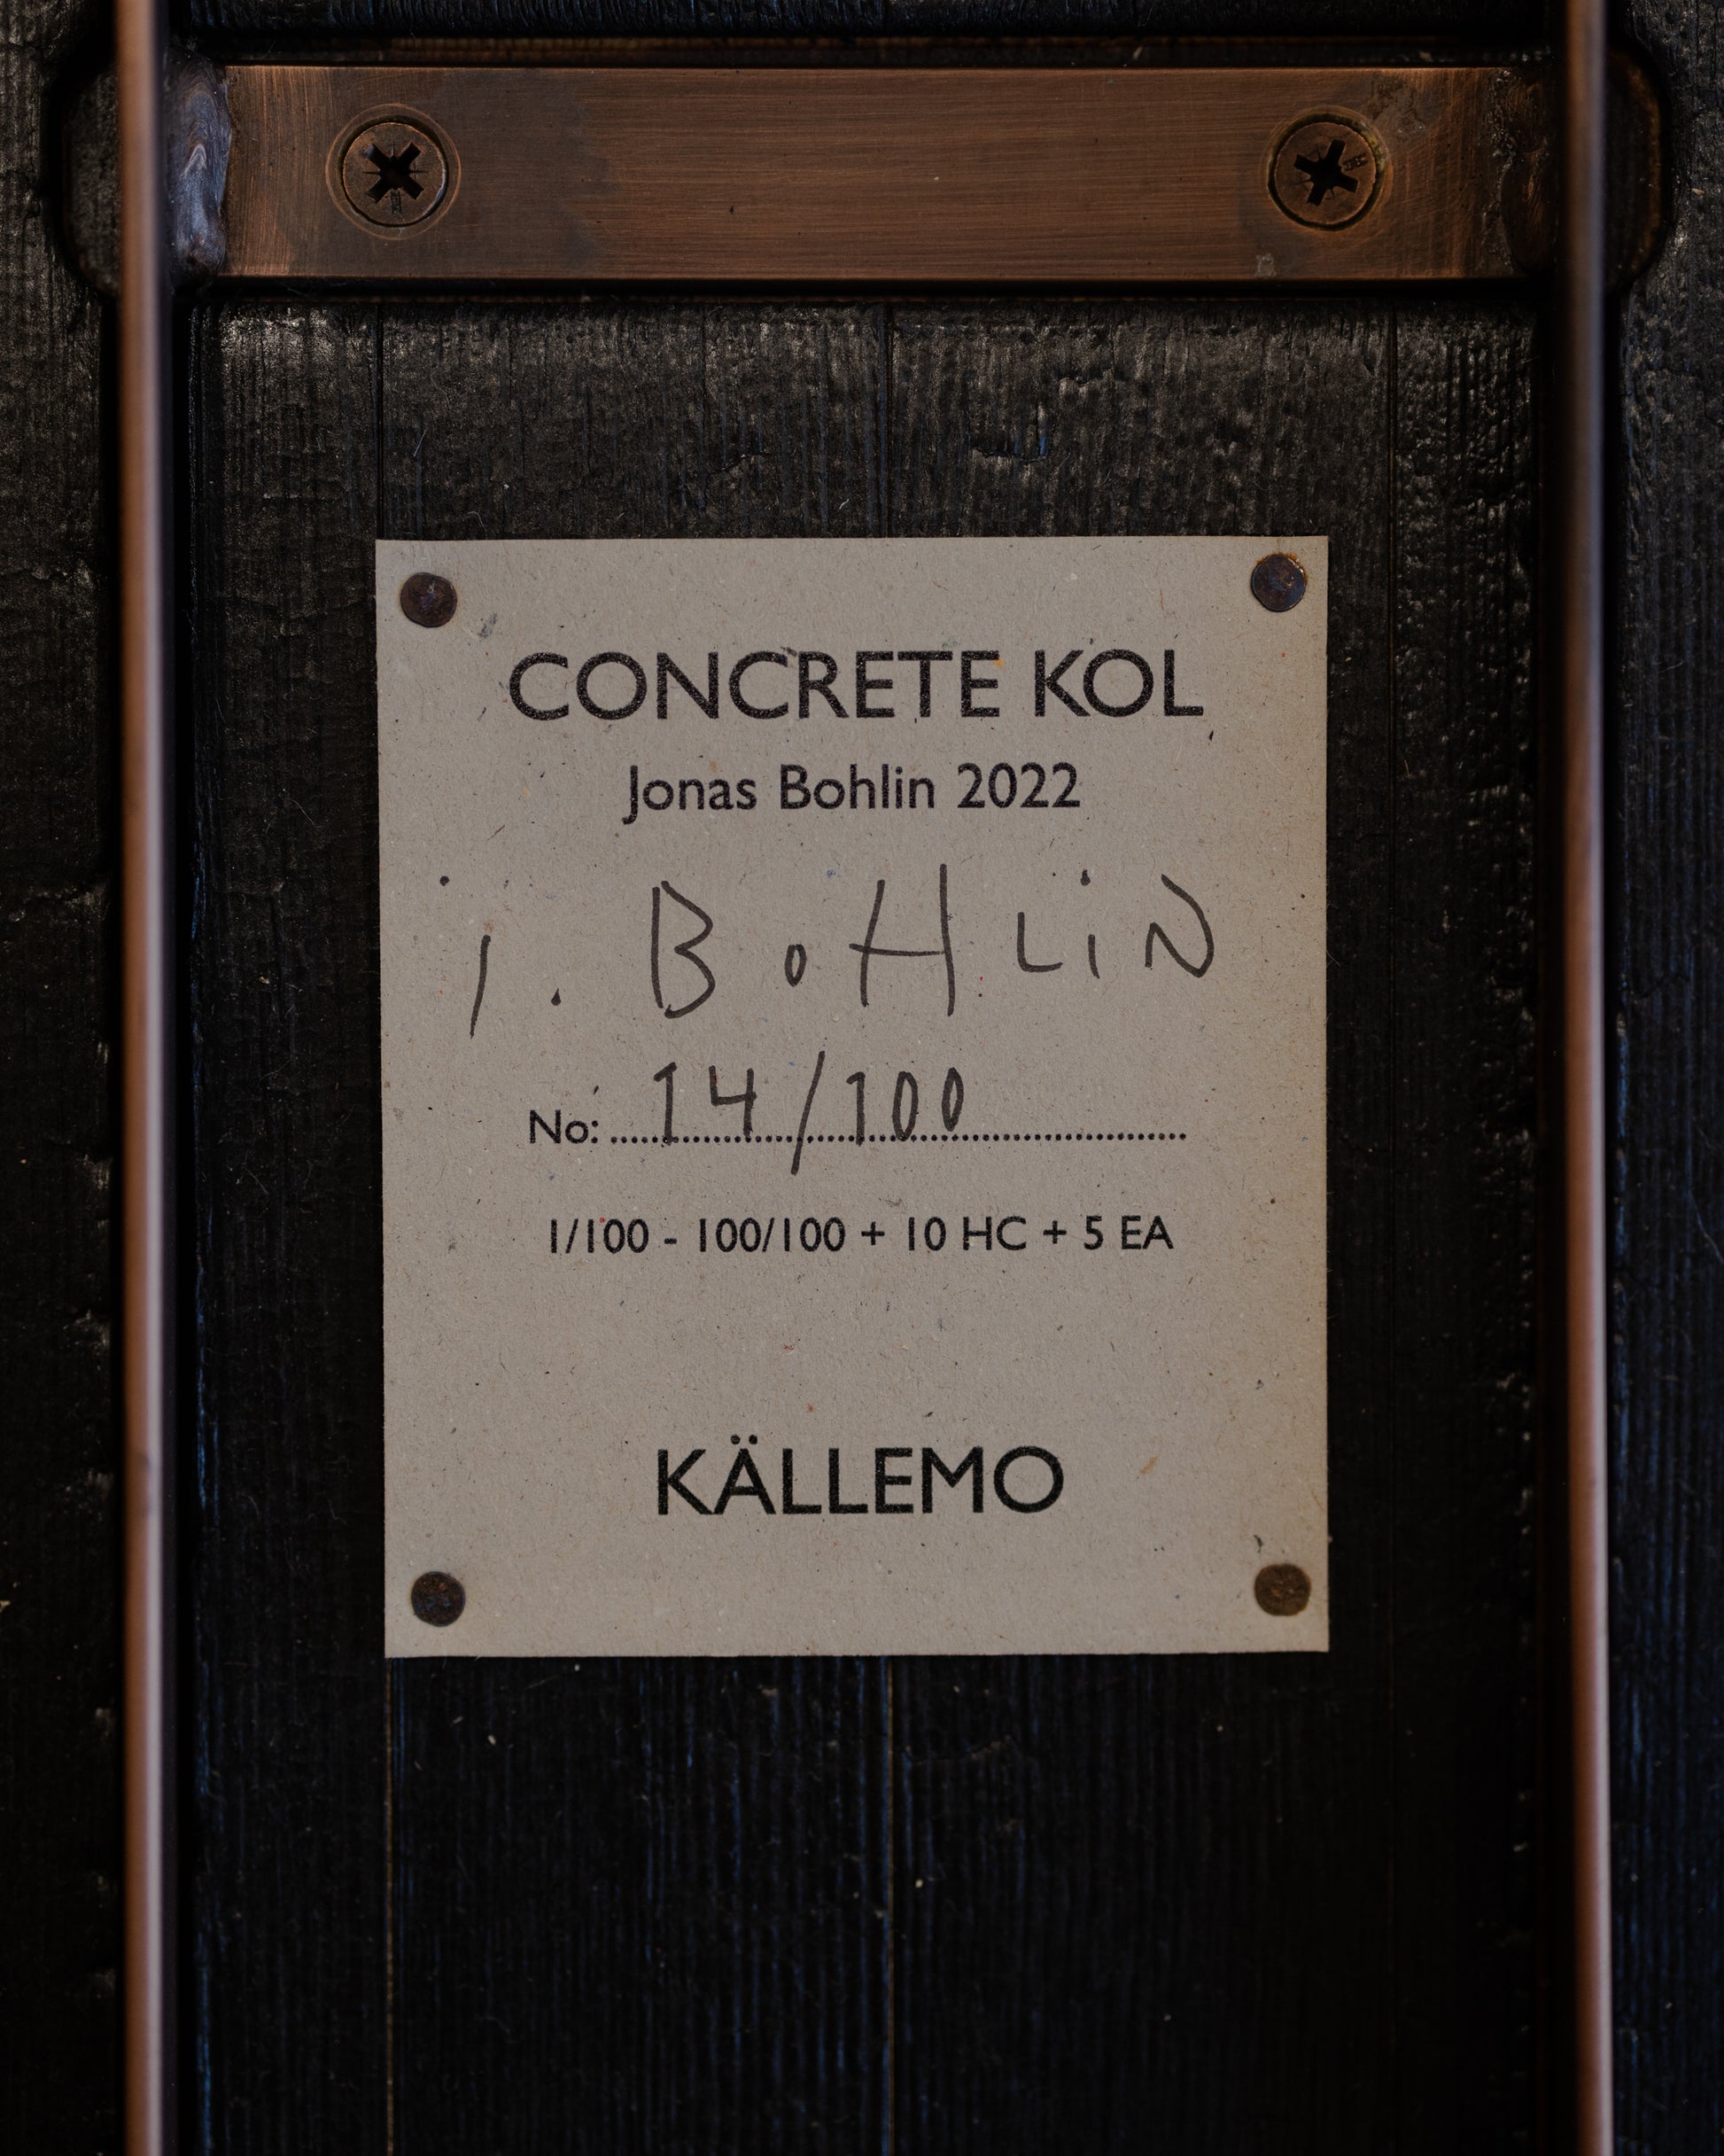 CONCRETE KOL
Jonas Bohlin 2022
j. BoHLiN
No: 14/100
1/100 - 100/100 + 10 HC + 5 EA
KÄLLEMO